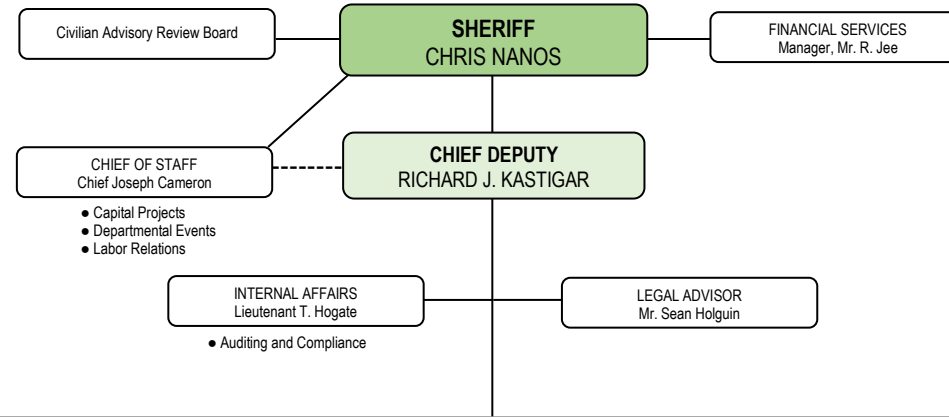 Civilian Advisory Review Board
SHERIFF
CHRIS NANOS
FINANCIAL SERVICES
Manager, Mr. R. Jee
CHIEF OF STAFF
Chief Joseph Cameron
● Capital Projects
● Departmental Events
● Labor Relations
CHIEF DEPUTY
RICHARD J. KASTIGAR
INTERNAL AFFAIRS
Lieutenant T. Hogate
● Auditing and Compliance
LEGAL ADVISOR
Mr. Sean Holguin